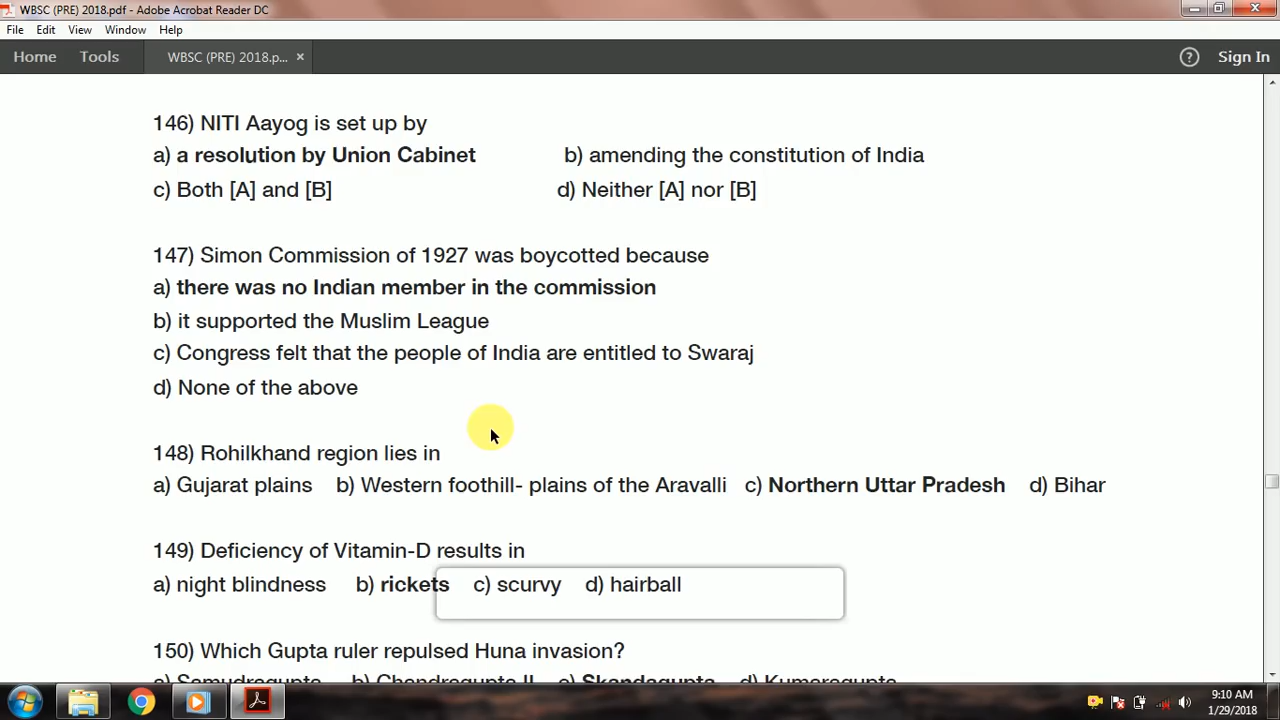 WBSC (PRE) 2018.pdf - Adobe Acrobat Reader DC
File Edit View Window Help
Home Tools WBSC (PRE) 2018.p... × ? Sign In
146) NITI Aayog is set up by
a) a resolution by Union Cabinet b) amending the constitution of India
c) Both [A] and [B] d) Neither [A] nor [B]
147) Simon Commission of 1927 was boycotted because
a) there was no Indian member in the commission
b) it supported the Muslim League
c) Congress felt that the people of India are entitled to Swaraj
d) None of the above
148) Rohilkhand region lies in
a) Gujarat plains b) Western foothill- plains of the Aravalli c) Northern Uttar Pradesh d) Bihar
149) Deficiency of Vitamin-D results in
a) night blindness b) rickets c) scurvy d) hairball
150) Which Gupta ruler repulsed Huna invasion?
a) Samudragupta b) Chandragupta II c) Skandagupta d) Kumaragupta
9:10 AM
1/29/2018